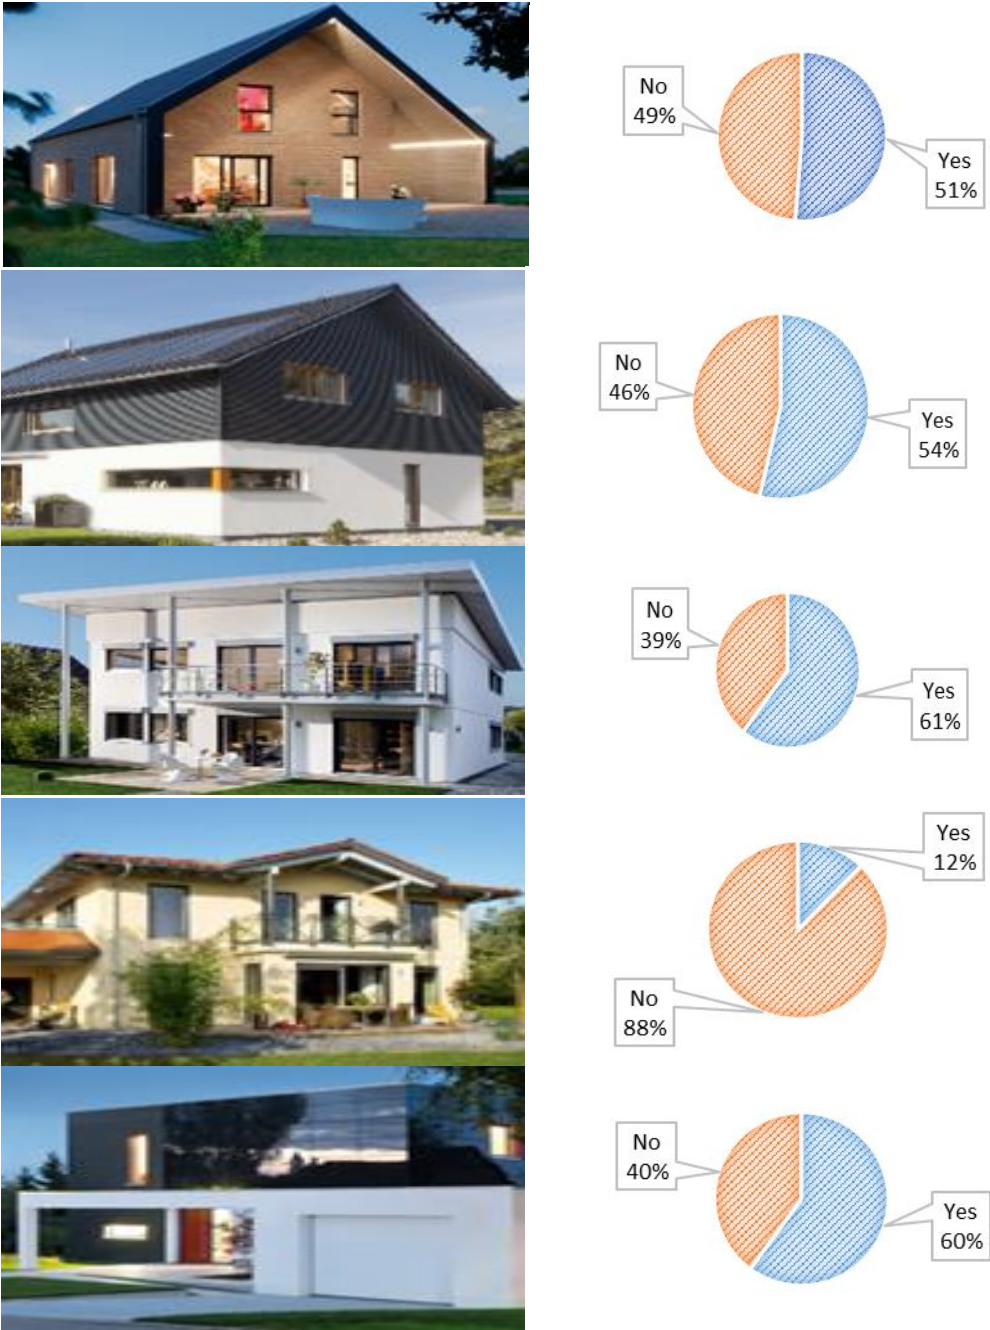 No
49%
Yes
51%
No
46%
Yes
54%
No
39%
Yes
61%
Yes
12%
No
88%
No
40%
Yes
60%